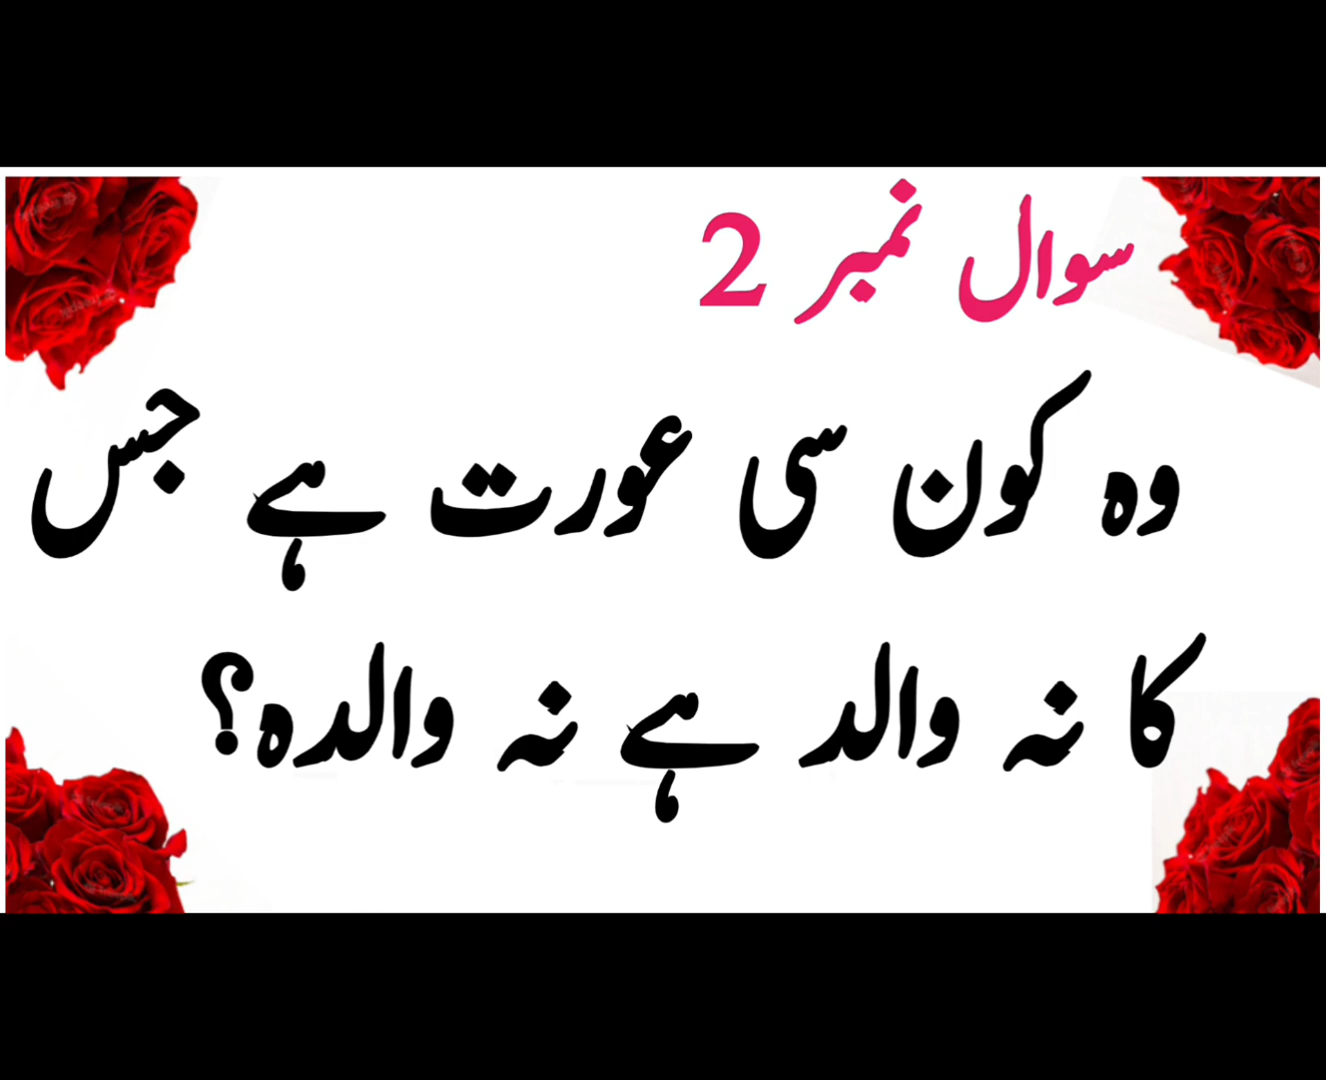 سوال نمبر 2
وہ کون سی عورت ہے جس
کا نہ والد ہے نہ والدہ؟